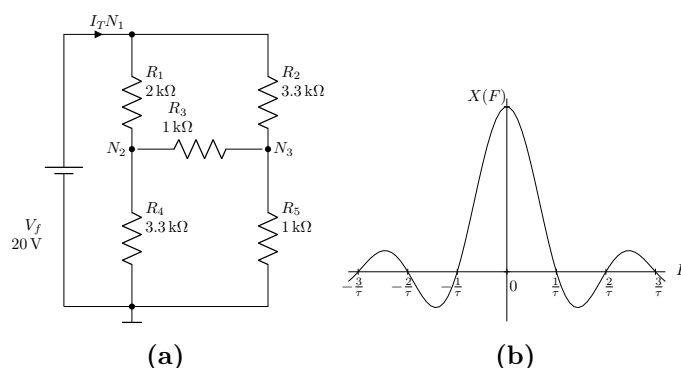 I_T N_1
R_1
2 kΩ
R_2
3.3 kΩ
R_3
1 kΩ
N_2
N_3
V_f
20 V
R_4
3.3 kΩ
R_5
1 kΩ
(a)
X(F)
-3/τ -2/τ -1/τ 0 1/τ 2/τ 3/τ
(b)